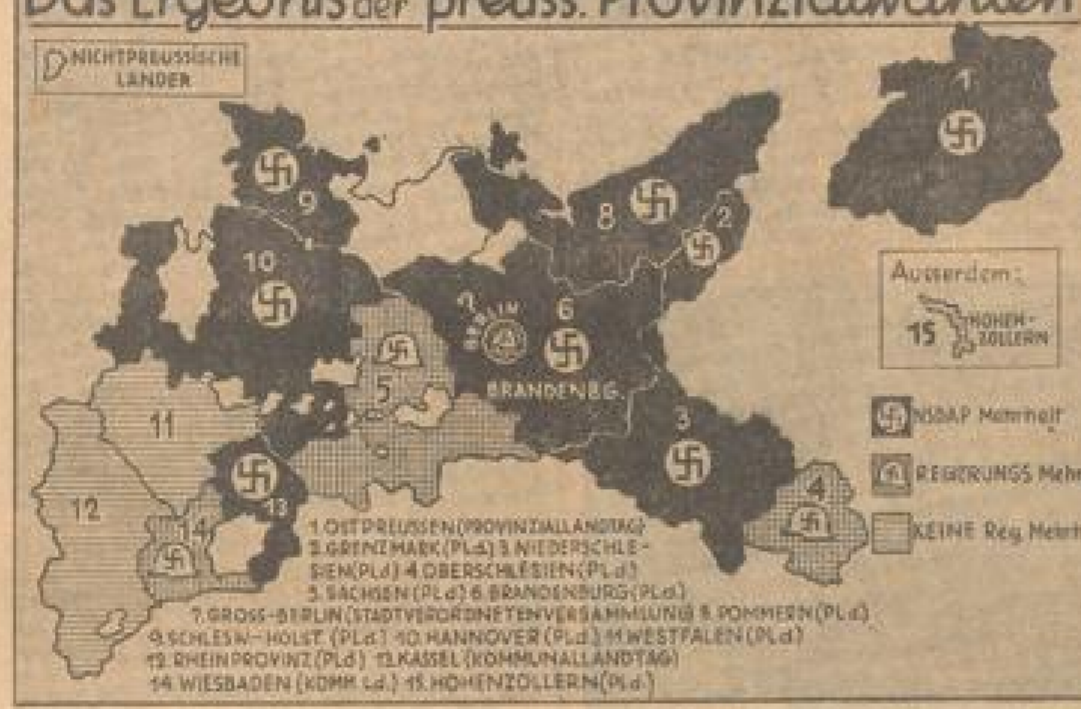 Das Ergebnis der preuss. Provinzialwahlen
NICHTPREUSSISCHE
LÄNDER
1
9
8
2
10
7
BERLIN
6
BRANDENBG.
5
11
3
12
13
14
4
Ausserdem:
15 HOHEN-
ZOLLERN
NSDAP Mehrheit
REGIERUNGS Mehr
KEINE Reg. Mehrh
1. OSTPREUSSEN (PROVINZIALLANDTAG)
2. GRENZMARK (PLd.) 3. NIEDERSCHLE-
SIEN (PLd) 4. OBERSCHLESIEN (PLd.)
5. SACHSEN (PLd) 6. BRANDENBURG (PLd.)
7. GROSS-BERLIN (STADTVERORDNETENVERSAMMLUNG) 8. POMMERN (PLd)
9. SCHLESW-HOLST. (PLd.) 10. HANNOVER (PLd.) 11. WESTFALEN (PLd)
12. RHEINPROVINZ (PLd) 13. KASSEL (KOMMUNALLANDTAG)
14. WIESBADEN (KOMM. Ld.) 15. HOHENZOLLERN (PLd.)